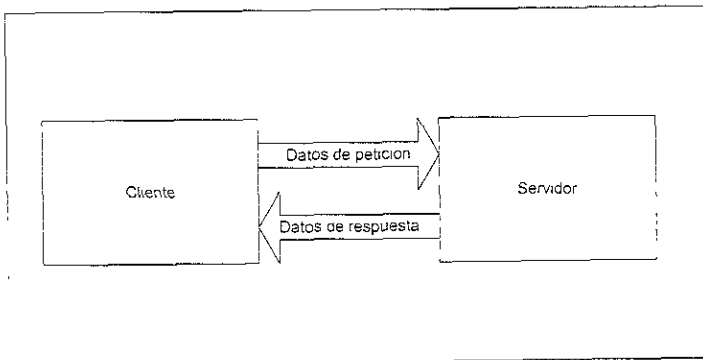 Datos de peticion
Cliente
Servidor
Datos de respuesta